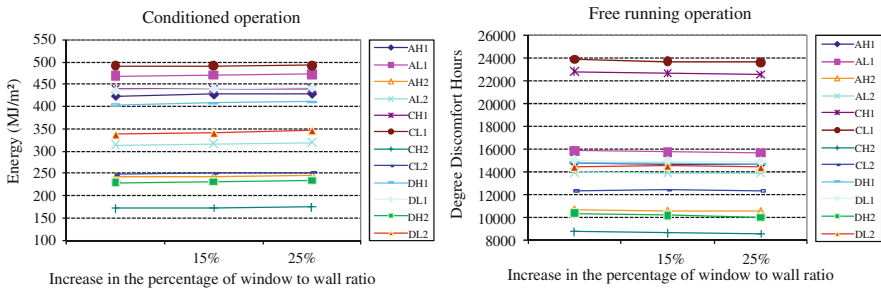 Conditioned operation
Energy (MJ/m²)
550
500
450
400
350
300
250
200
150
100
15%
25%
Increase in the percentage of window to wall ratio
AH1
AL1
AH2
AL2
CH1
CL1
CH2
CL2
DH1
DL1
DH2
DL2
Free running operation
Degree Discomfort Hours
26000
24000
22000
20000
18000
16000
14000
12000
10000
8000
15%
25%
Increase in the percentage of window to wall ratio
AH1
AL1
AH2
AL2
CH1
CL1
CH2
CL2
DH1
DL1
DH2
DL2